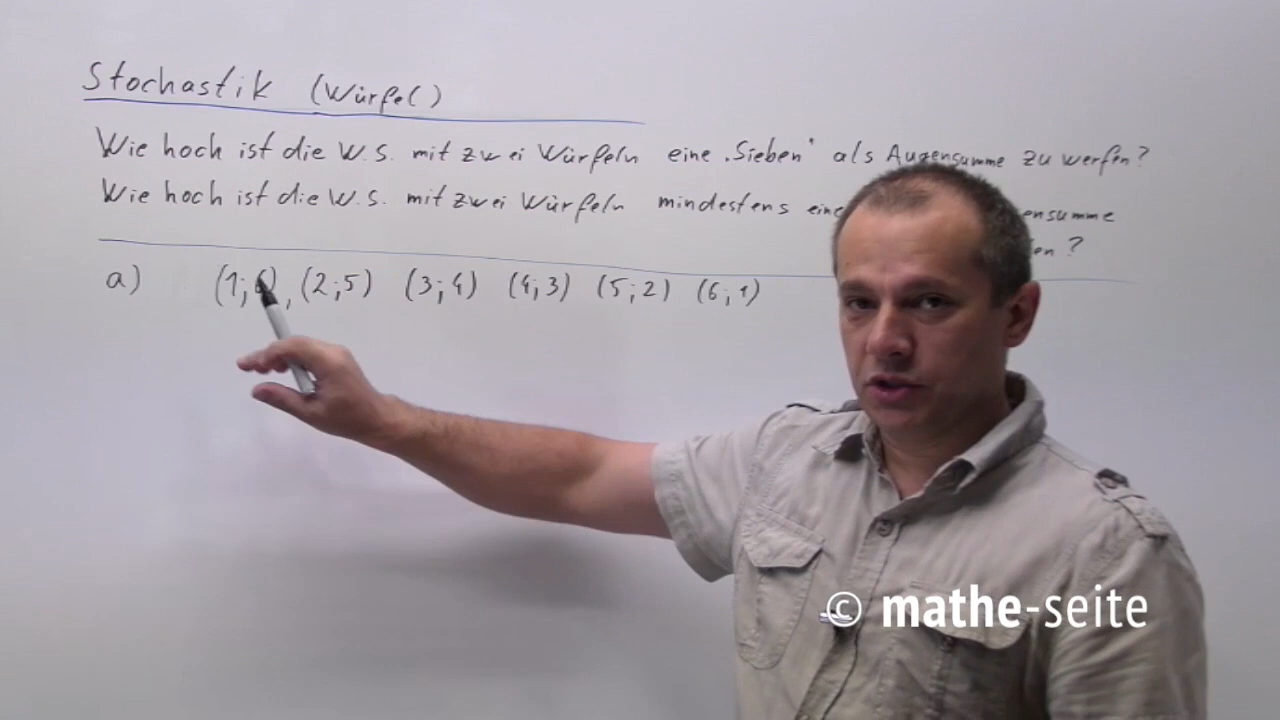 Stochastik (Würfel)
Wie hoch ist die W.S. mit zwei Würfeln eine „Sieben" als Augensumme zu werfen?
Wie hoch ist die W.S. mit zwei Würfeln mindestens eine ensumme
en ?
a) (1;6), (2;5) (3;4) (4;3) (5;2) (6;1)
© mathe-seite